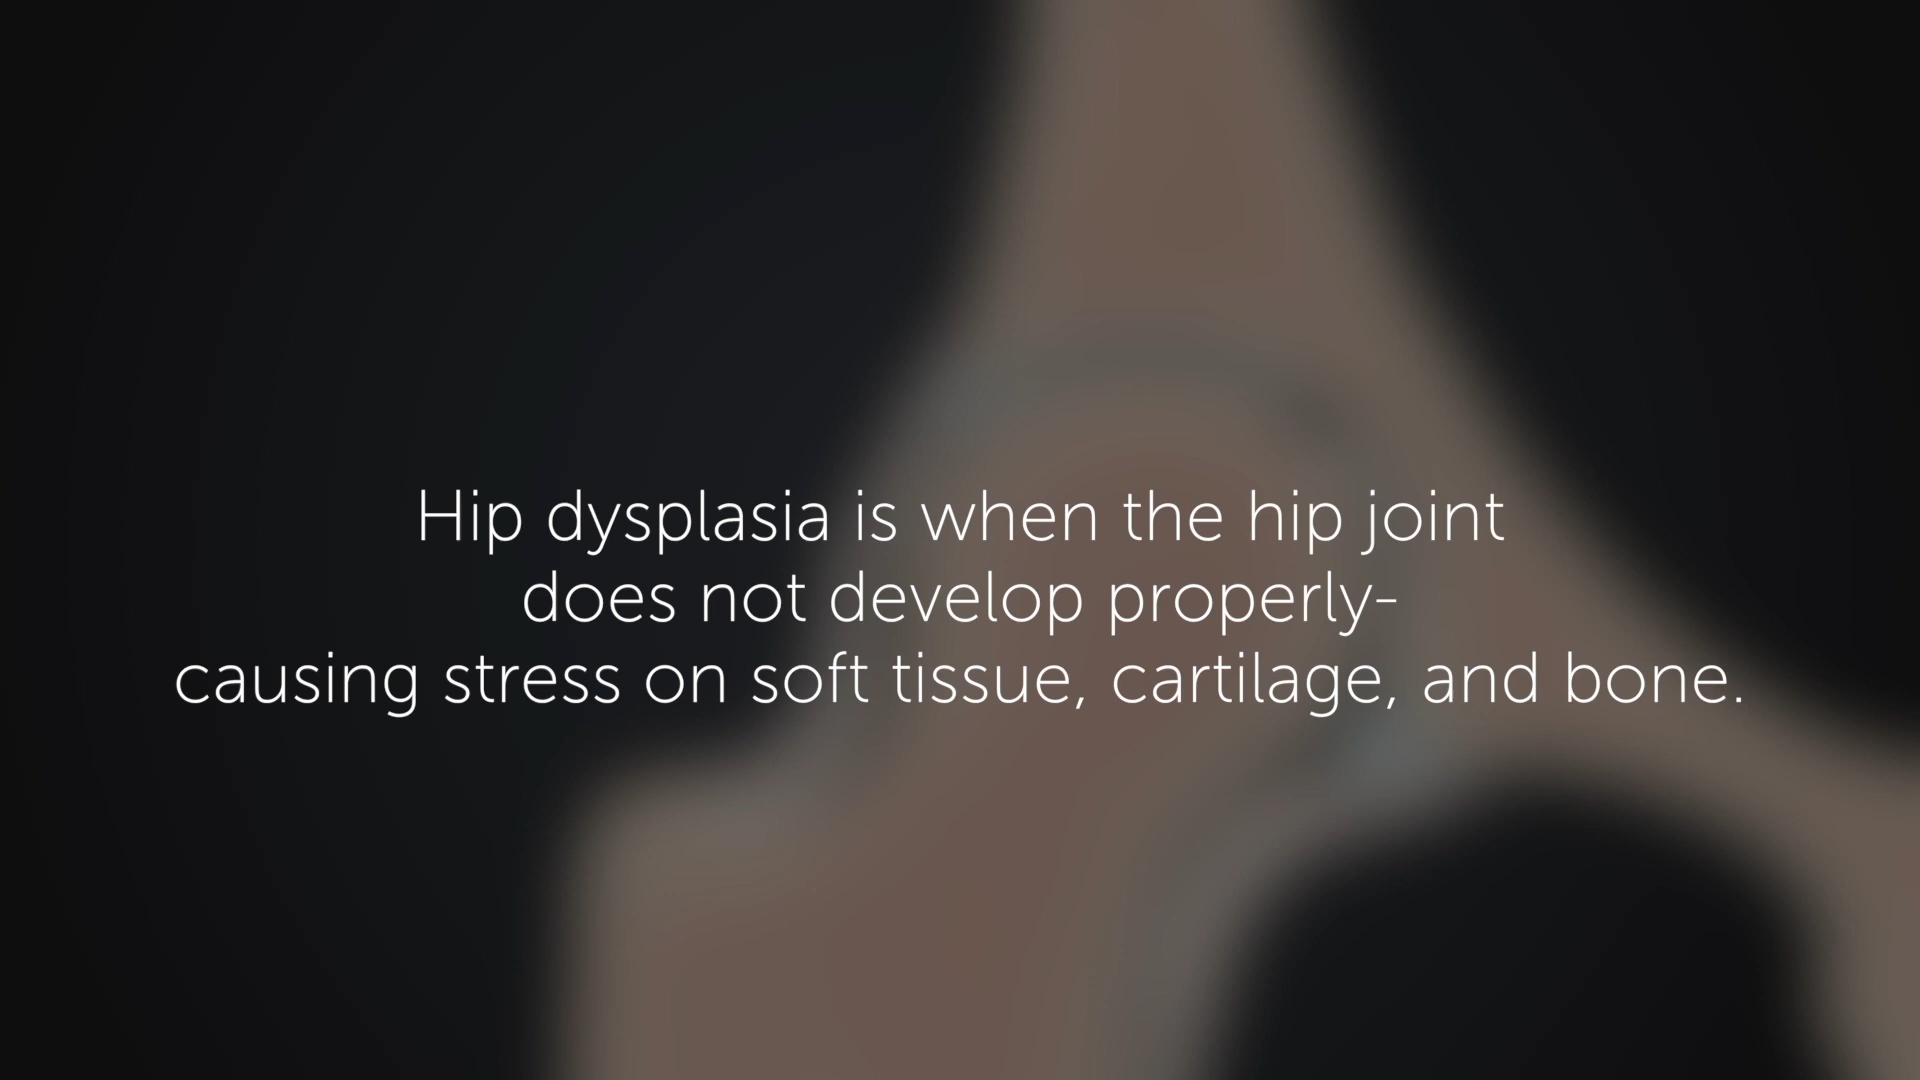 Hip dysplasia is when the hip joint
does not develop properly-
causing stress on soft tissue, cartilage, and bone.